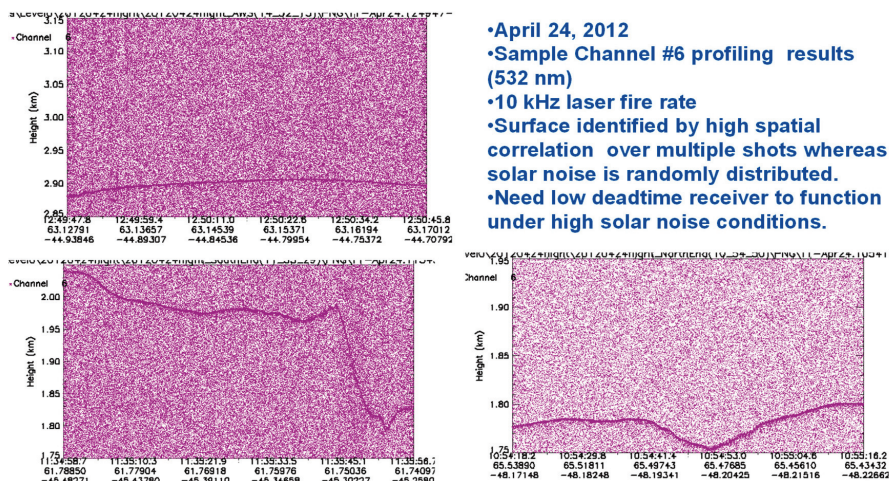 Channel 6
3.15
3.10
3.05
3.00
2.95
2.90
2.85
Height (km)
12:49:47.8 12:49:59.4 12:50:11.0 12:50:22.6 12:50:34.2 12:50:45.8
63.12791 63.13657 63.14539 63.15371 63.16194 63.17012
-44.93846 -44.89307 -44.84536 -44.79954 -44.75372 -44.70792
•April 24, 2012
•Sample Channel #6 profiling results
(532 nm)
•10 kHz laser fire rate
•Surface identified by high spatial
correlation over multiple shots whereas
solar noise is randomly distributed.
•Need low deadtime receiver to function
under high solar noise conditions.
Channel 6
2.00
1.95
1.90
1.85
1.80
1.75
Height (km)
11:34:58.7 11:35:10.3 11:35:21.9 11:35:33.5 11:35:45.1 11:35:56.7
61.78850 61.77904 61.76918 61.75976 61.75036 61.74097
Channel 6
1.95
1.90
1.85
1.80
1.75
Height (km)
10:54:18.2 10:54:29.8 10:54:41.4 10:54:53.0 10:55:04.6 10:55:16.2
65.53890 65.51811 65.49743 65.47685 65.45610 65.43432
-48.17148 -48.18248 -48.19341 -48.20425 -48.21516 -48.22662